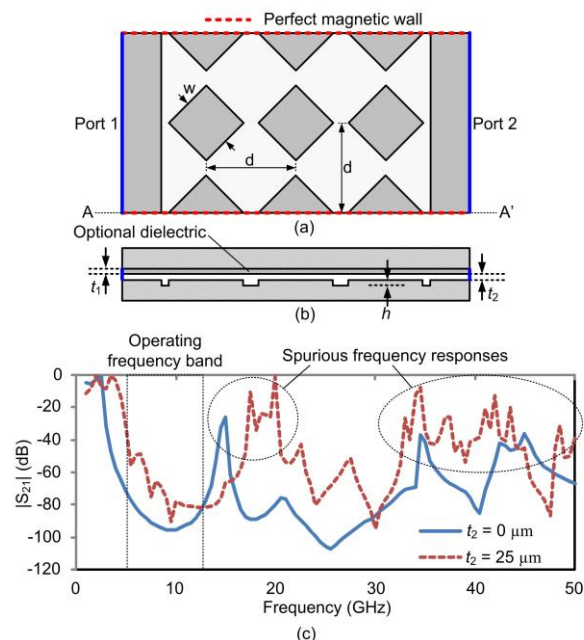 Perfect magnetic wall
w
Port 1
Port 2
d
d
A
A'
(a)
Optional dielectric
t1
t2
(b)
h
(c)
Operating
frequency band
Spurious frequency responses
0
-20
-40
-60
-80
-100
-120
|S21| (dB)
t2 = 0 µm
t2 = 25 µm
0
10
20
30
40
50
Frequency (GHz)